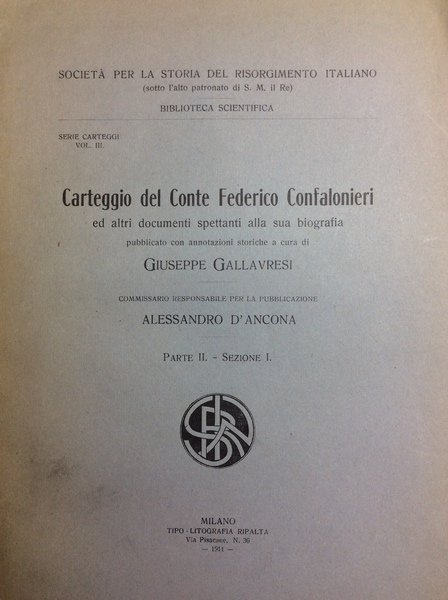 SOCIETÀ PER LA STORIA DEL RISORGIMENTO ITALIANO
(sotto l'alto patronato di S. M. il Re)
BIBLIOTECA SCIENTIFICA
SERIE CARTEGGI
VOL. III.
Carteggio del Conte Federico Confalonieri
ed altri documenti spettanti alla sua biografia
pubblicato con annotazioni storiche a cura di
GIUSEPPE GALLAVRESI
COMMISSARIO RESPONSABILE PER LA PUBBLICAZIONE
ALESSANDRO D'ANCONA
PARTE II. - SEZIONE I.
MILANO
TIPO-LITOGRAFIA RIPALTA
Via N. 36
— 1911 —